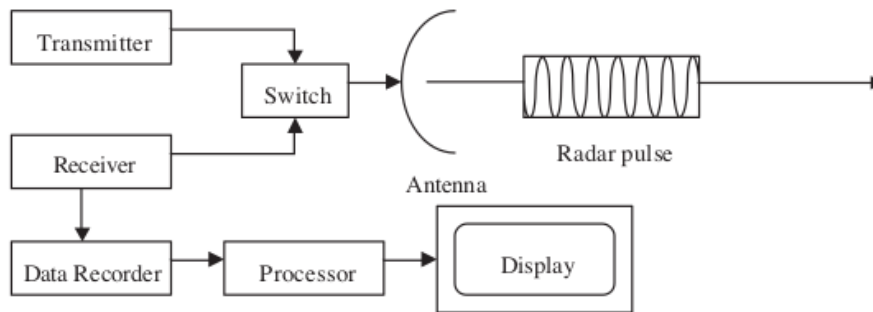 Transmitter
Switch
Receiver
Radar pulse
Antenna
Data Recorder
Processor
Display